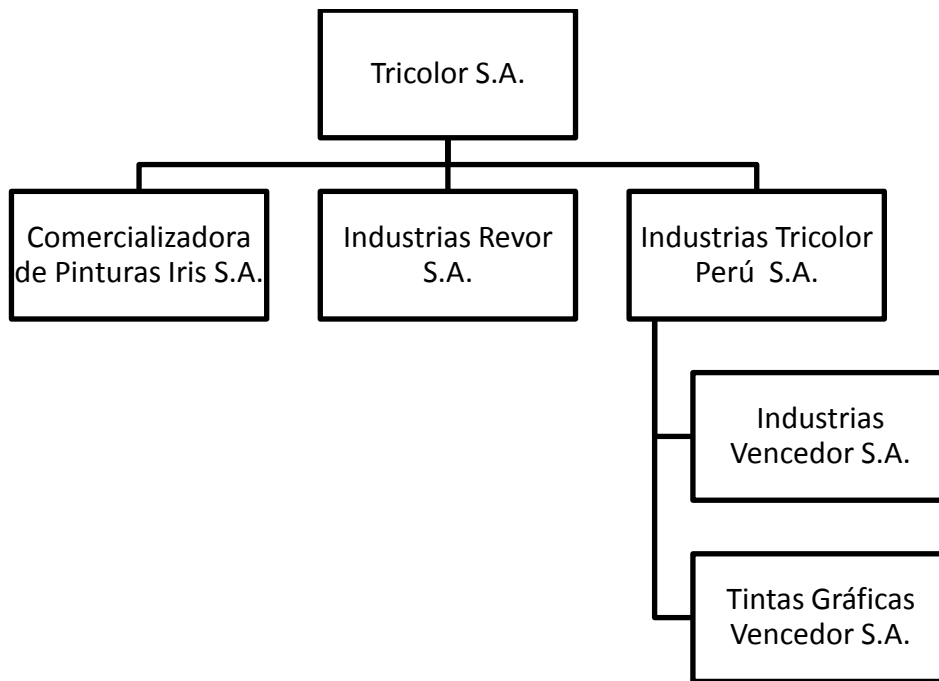 Tricolor S.A.
Comercializadora
de Pinturas Iris S.A.
Industrias Revor
S.A.
Industrias Tricolor
Perú  S.A.
Industrias
Vencedor S.A.
Tintas Gráficas
Vencedor S.A.